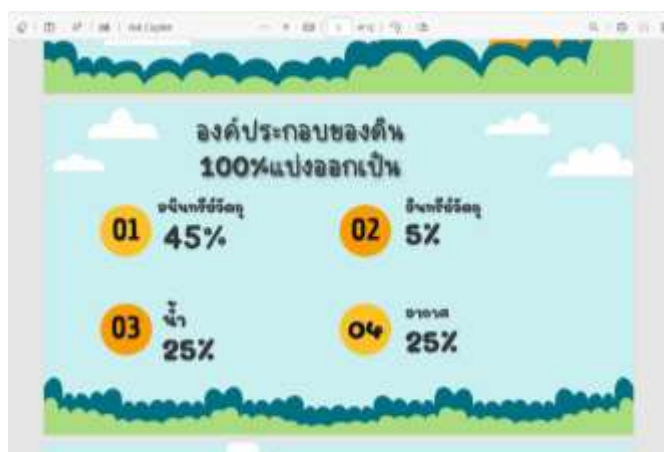 องค์ประกอบของดิน
100%แบ่งออกเป็น
01
อนินทรีย์วัตถุ
45%
02
อินทรีย์วัตถุ
5%
03
น้ำ
25%
04
อากาศ
25%